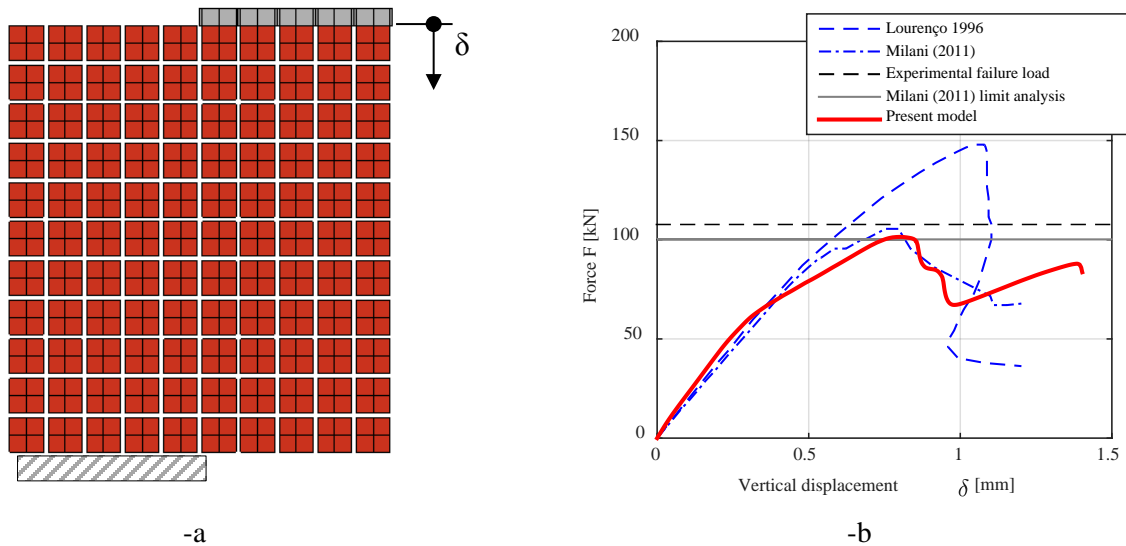 δ
-a
Lourenço 1996
Milani (2011)
Experimental failure load
Milani (2011) limit analysis
Present model
200
150
100
50
0
Force F [kN]
0
0.5
1
1.5
Vertical displacement δ [mm]
-b